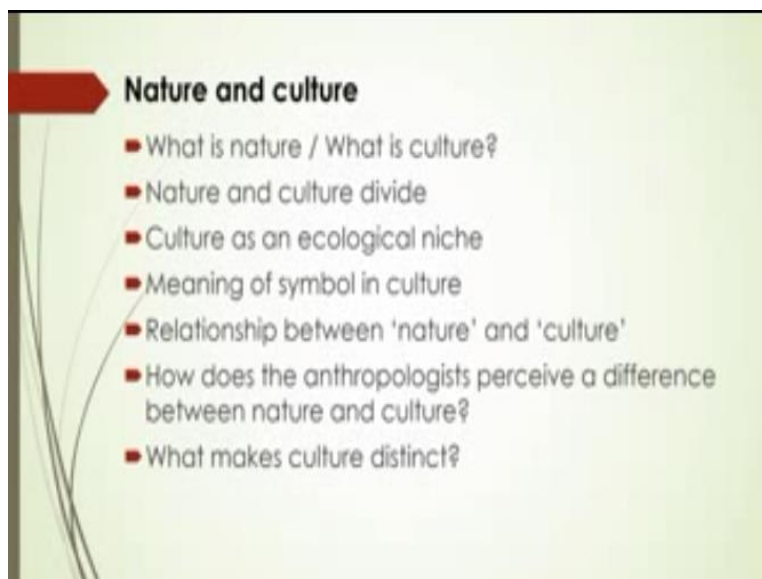 Nature and culture
What is nature / What is culture?
Nature and culture divide
Culture as an ecological niche
Meaning of symbol in culture
Relationship between 'nature' and 'culture'
How does the anthropologists perceive a difference
between nature and culture?
What makes culture distinct?